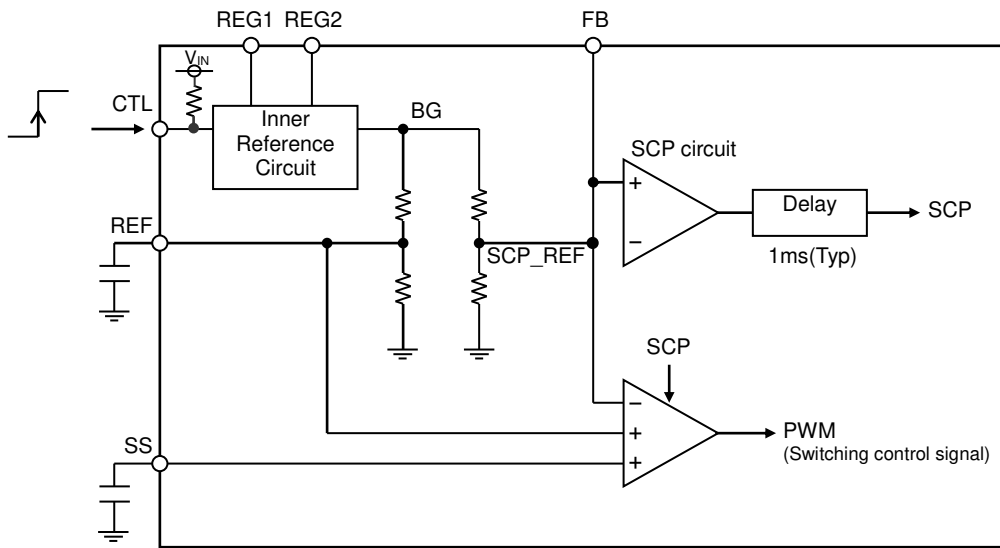 REG1 REG2
FB
VIN
CTL
Inner
Reference
Circuit
BG
SCP circuit
+
−
Delay
SCP
1ms(Typ)
REF
SCP_REF
SCP
−
+
+
PWM
(Switching control signal)
SS